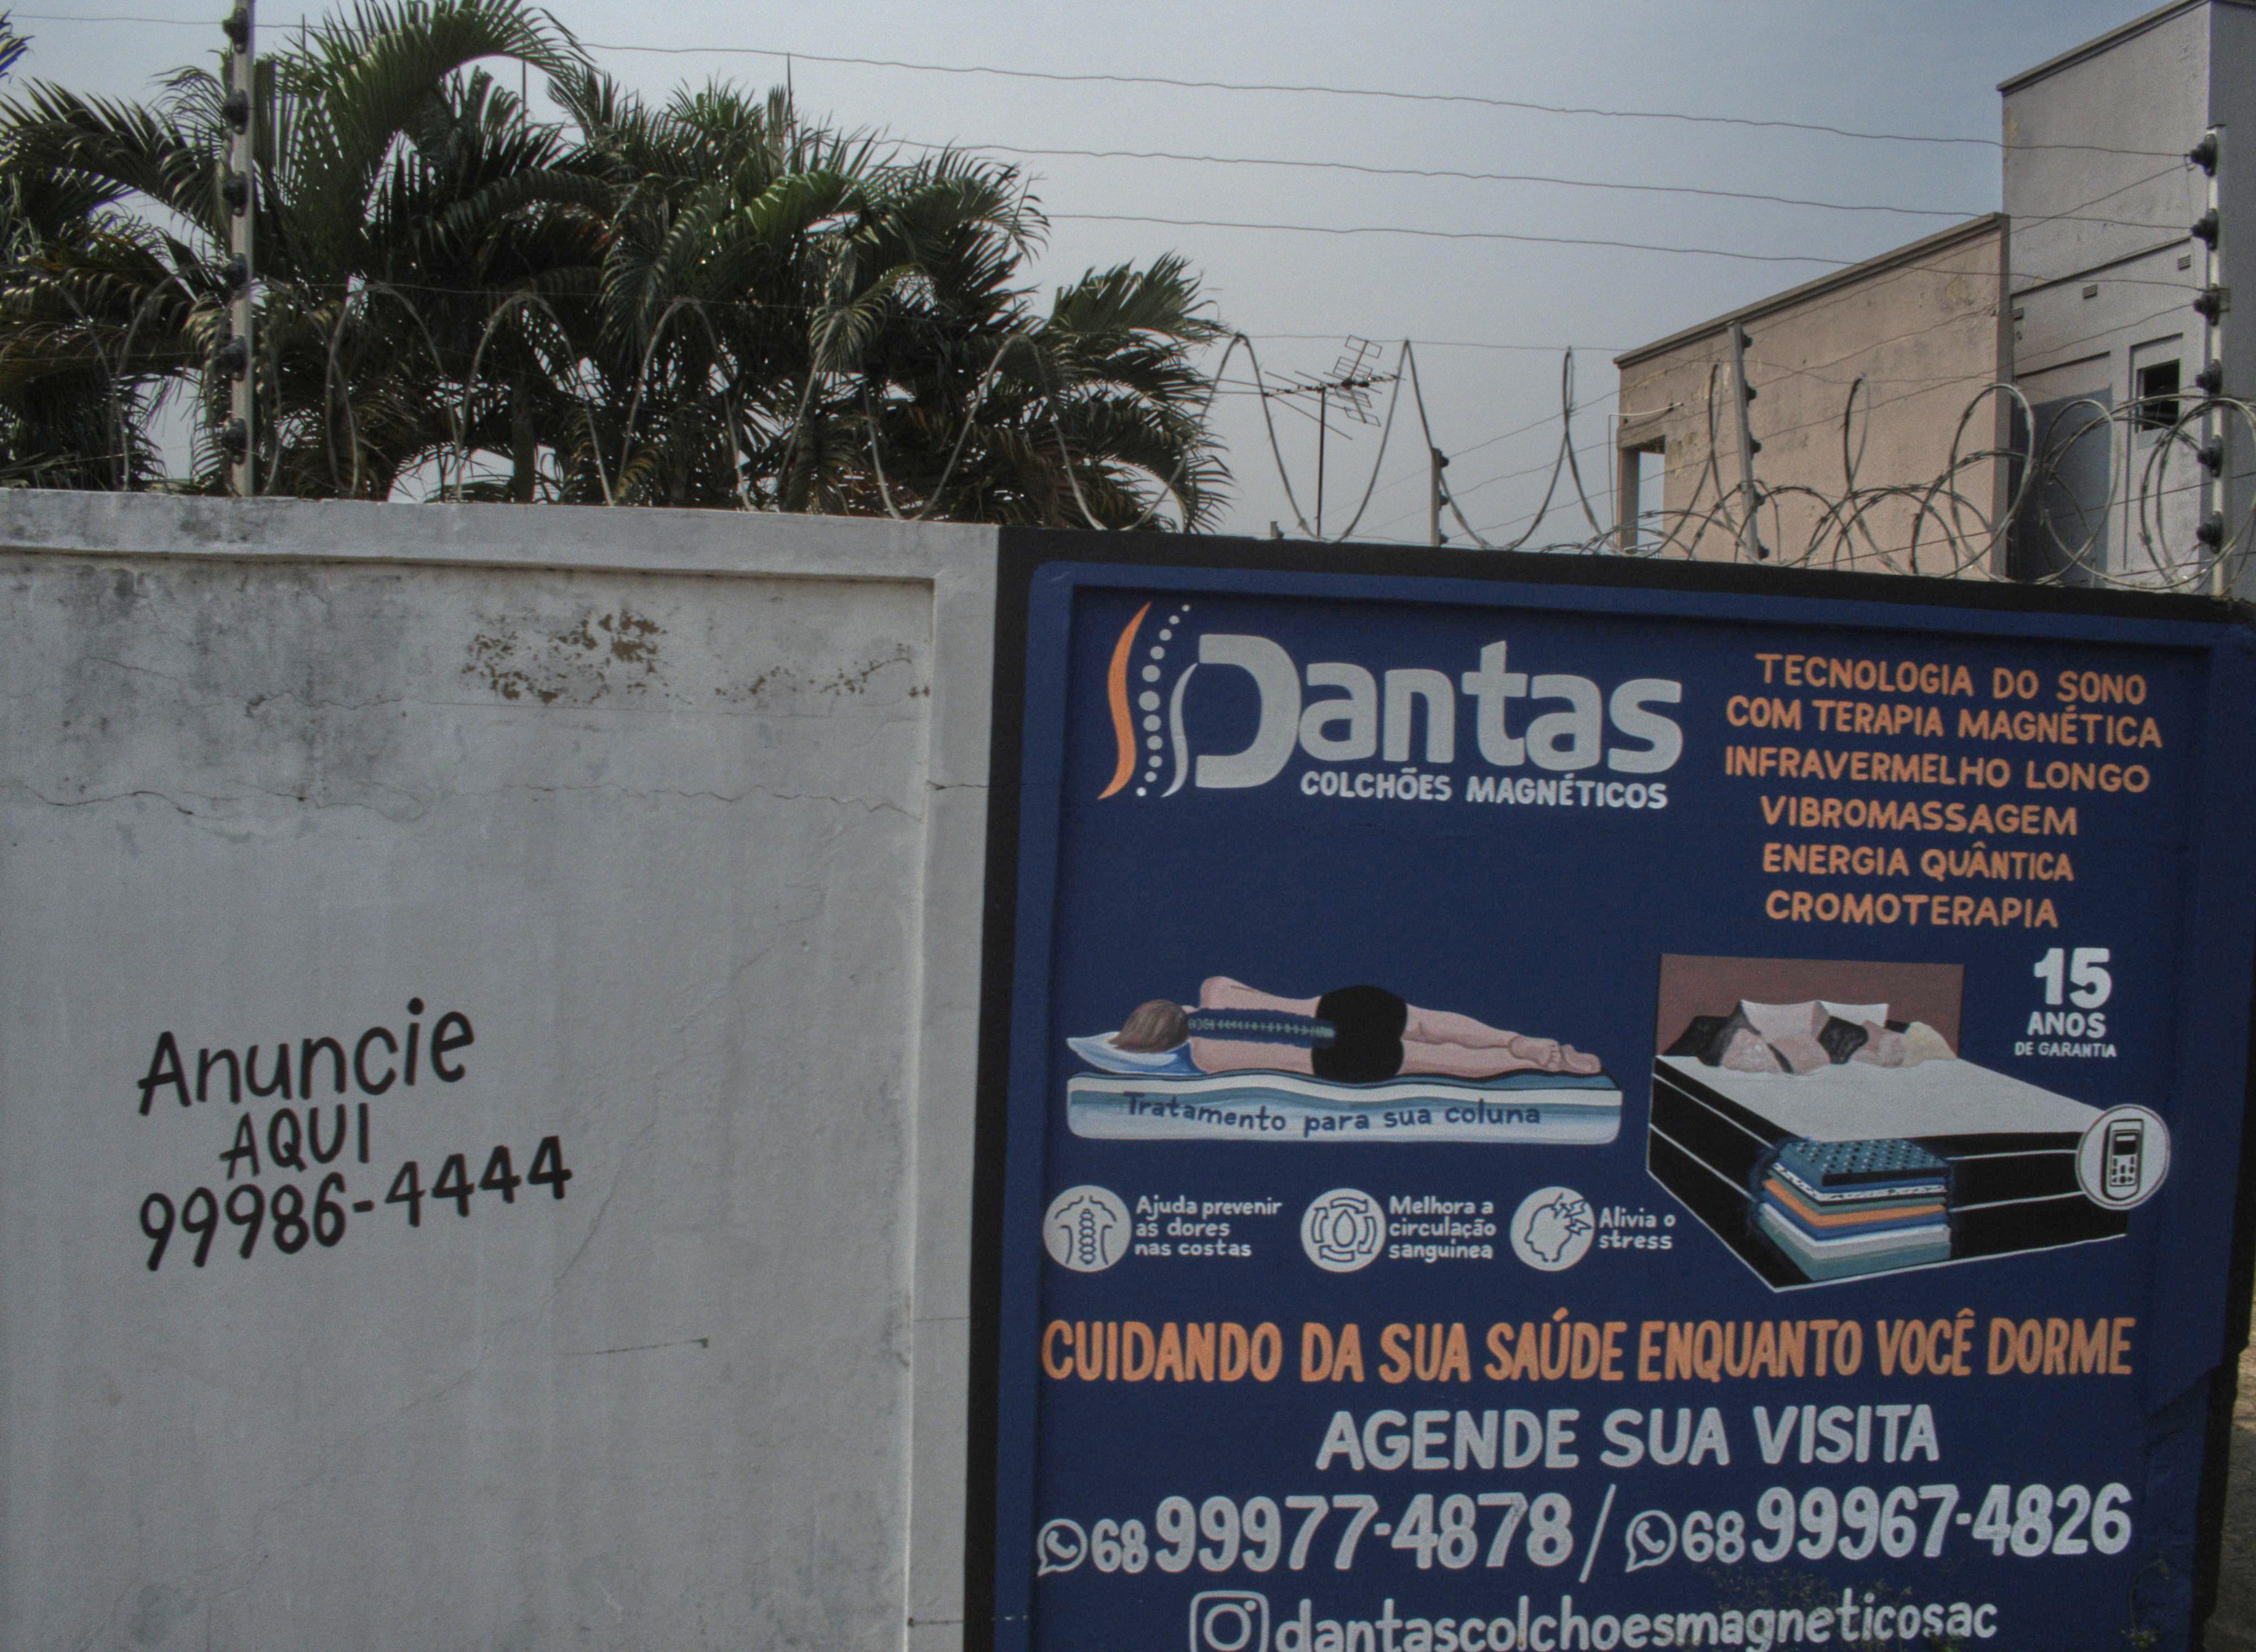 Anuncie
AQUI
99986-4444
Dantas
COLCHÕES MAGNÉTICOS
TECNOLOGIA DO SONO
COM TERAPIA MAGNÉTICA
INFRAVERMELHO LONGO
VIBROMASSAGEM
ENERGIA QUÂNTICA
CROMOTERAPIA
15
ANOS
DE GARANTIA
Tratamento para sua coluna
Ajuda prevenir
as dores
nas costas
Melhora a
circulação
sanguinea
Alivia o
stress
CUIDANDO DA SUA SAÚDE ENQUANTO VOCÊ DORME
AGENDE SUA VISITA
68 99977-4878 / 68 99967-4826
dantascolchoesmagneticosac